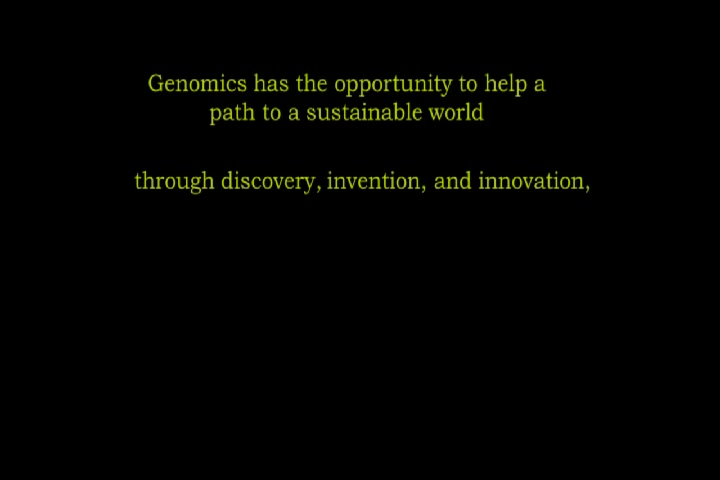 Genomics has the opportunity to help a
path to a sustainable world
through discovery, invention, and innovation,